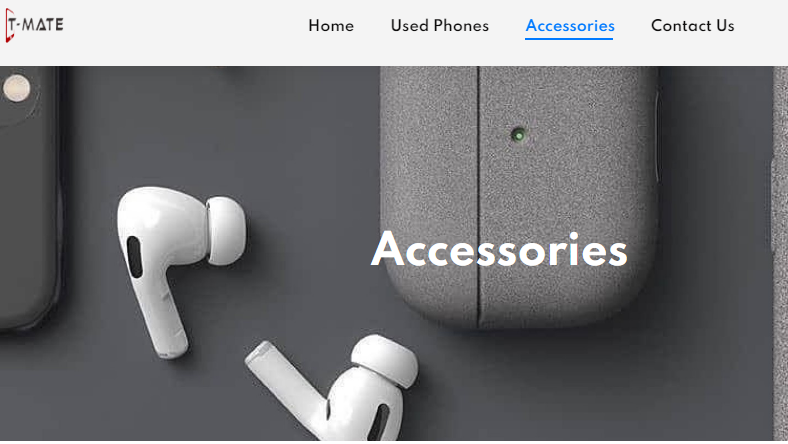 T-MATE
Home
Used Phones
Accessories
Contact Us
Accessories